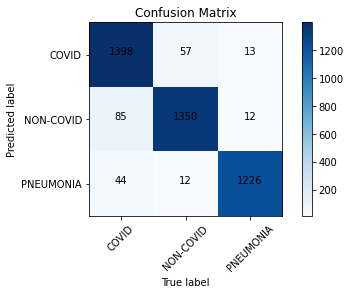 Confusion Matrix
Predicted label
COVID 1398 57 13
NON-COVID 85 1350 12
PNEUMONIA 44 12 1226
COVID NON-COVID PNEUMONIA
True label
1200
1000
800
600
400
200